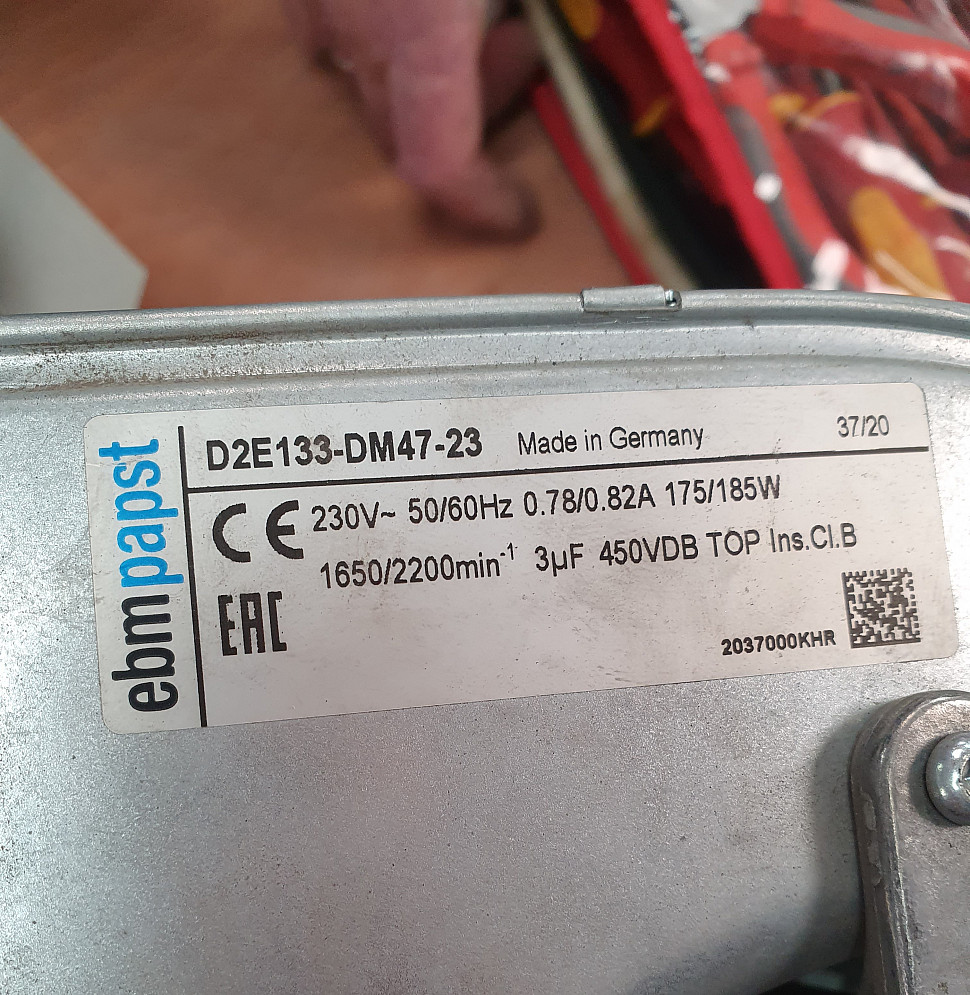 ebmpapst
D2E133-DM47-23 Made in Germany 37/20
CE 230V~ 50/60Hz 0.78/0.82A 175/185W
1650/2200min⁻¹ 3µF 450VDB TOP Ins.Cl.B
EAC
2037000KHR